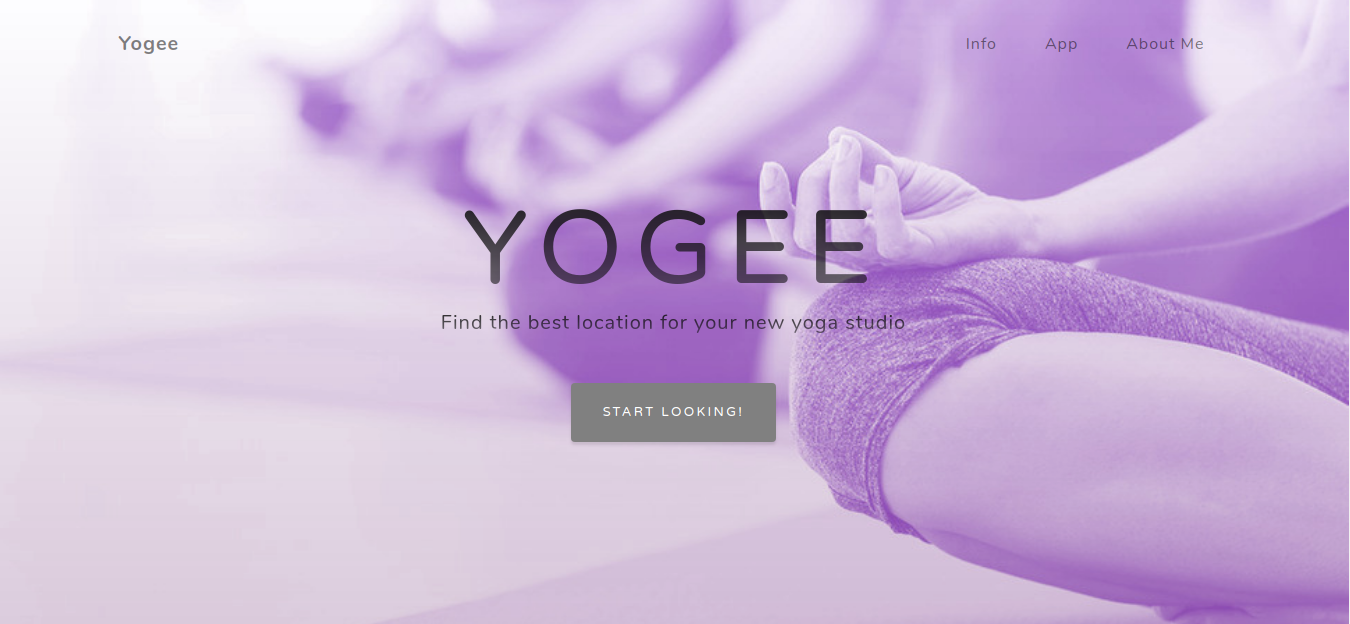 Yogee
Info
App
About Me
YOGEE
Find the best location for your new yoga studio
START LOOKING!